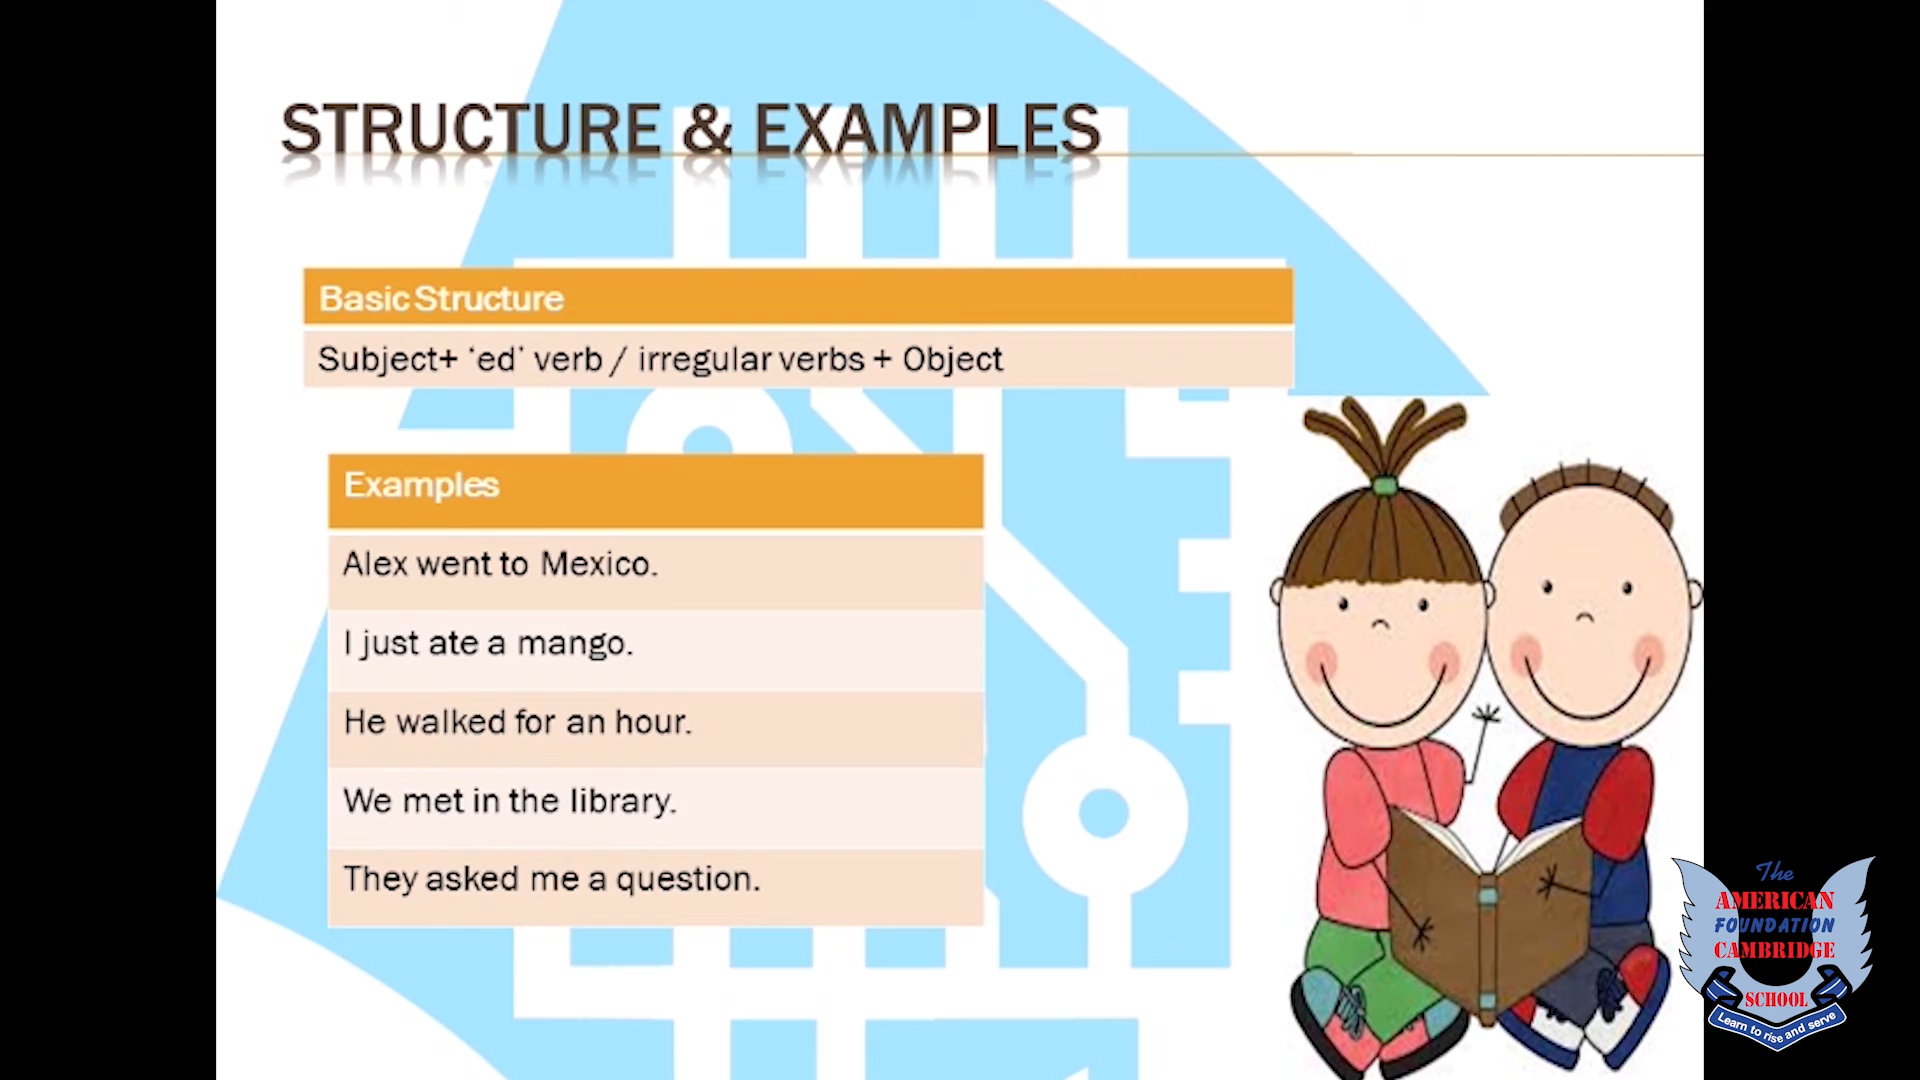 STRUCTURE & EXAMPLES
Basic Structure
Subject+ ‘ed’ verb / irregular verbs + Object
Examples
Alex went to Mexico.
I just ate a mango.
He walked for an hour.
We met in the library.
They asked me a question.
The
AMERICAN
FOUNDATION
CAMBRIDGE
SCHOOL
Learn to rise and serve